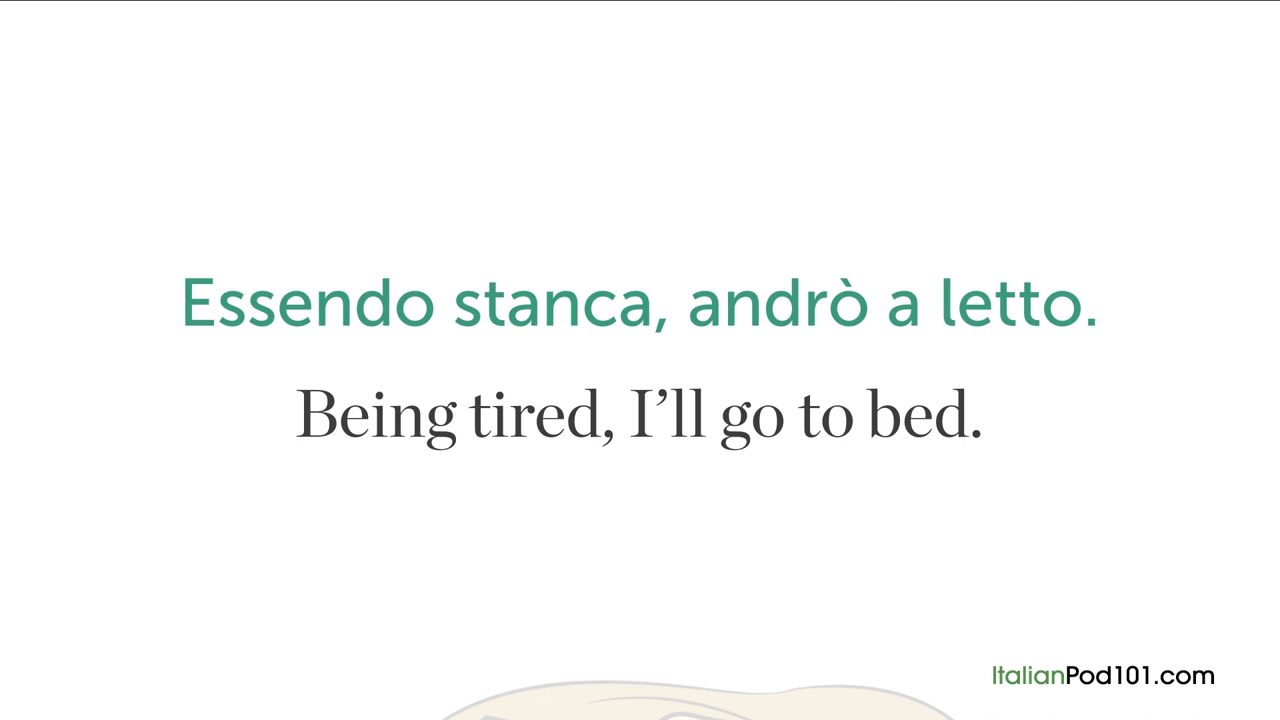 Essendo stanca, andrò a letto.
Being tired, I’ll go to bed.
ItalianPod101.com